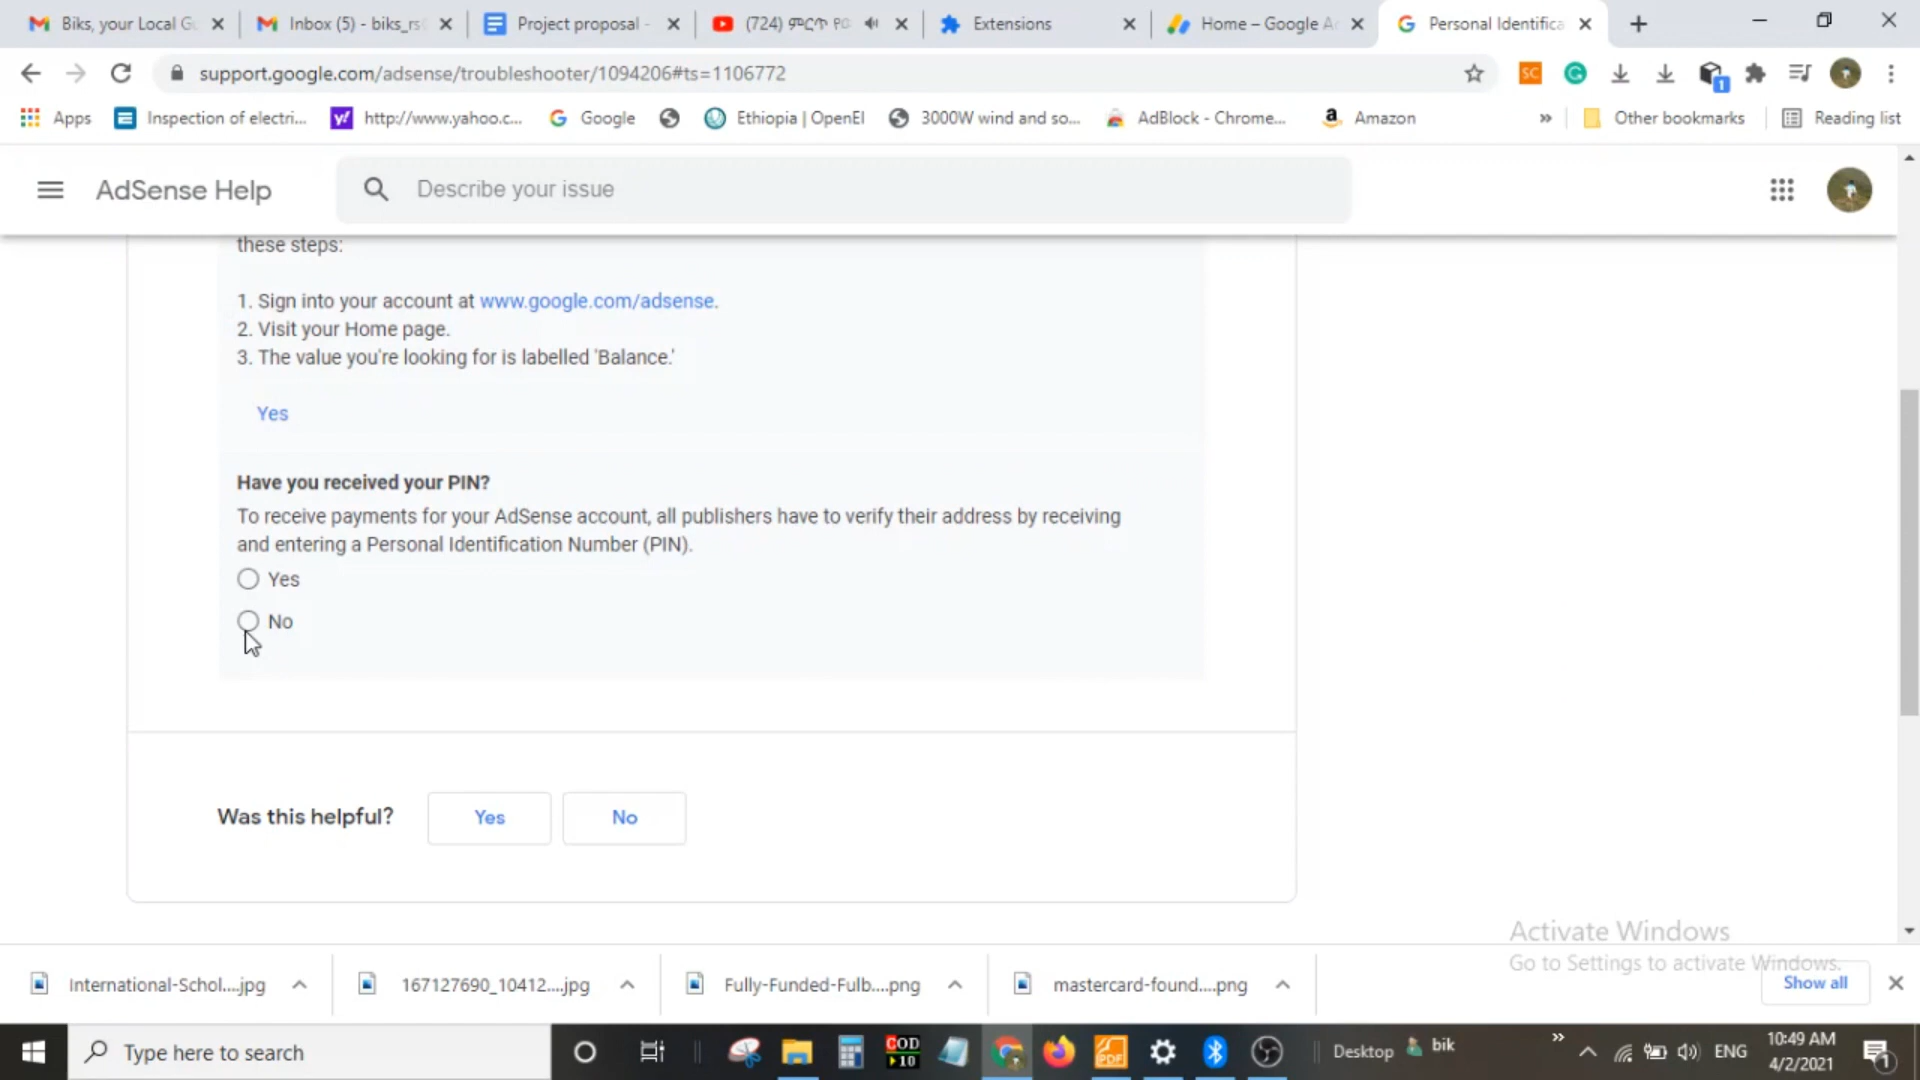 Biks, your Local Gu
Inbox (5) - biks_rs
Project proposal -
(724) ምርጥ የ
Extensions
Home – Google A
Personal Identifica
support.google.com/adsense/troubleshooter/1094206#ts=1106772
Apps
Inspection of electri...
http://www.yahoo.c...
Google
Ethiopia | OpenEl
3000W wind and so...
AdBlock - Chrome...
Amazon
»
Other bookmarks
Reading list
AdSense Help
Describe your issue
these steps:
1. Sign into your account at www.google.com/adsense.
2. Visit your Home page.
3. The value you're looking for is labelled 'Balance.'
Yes
Have you received your PIN?
To receive payments for your AdSense account, all publishers have to verify their address by receiving
and entering a Personal Identification Number (PIN).
Yes
No
Was this helpful?
Yes
No
Activate Windows
Go to Settings to activate Windows.
International-Schol....jpg
167127690_10412....jpg
Fully-Funded-Fulb....png
mastercard-found....png
Show all
Type here to search
Desktop
bik
»
ENG
10:49 AM
4/2/2021